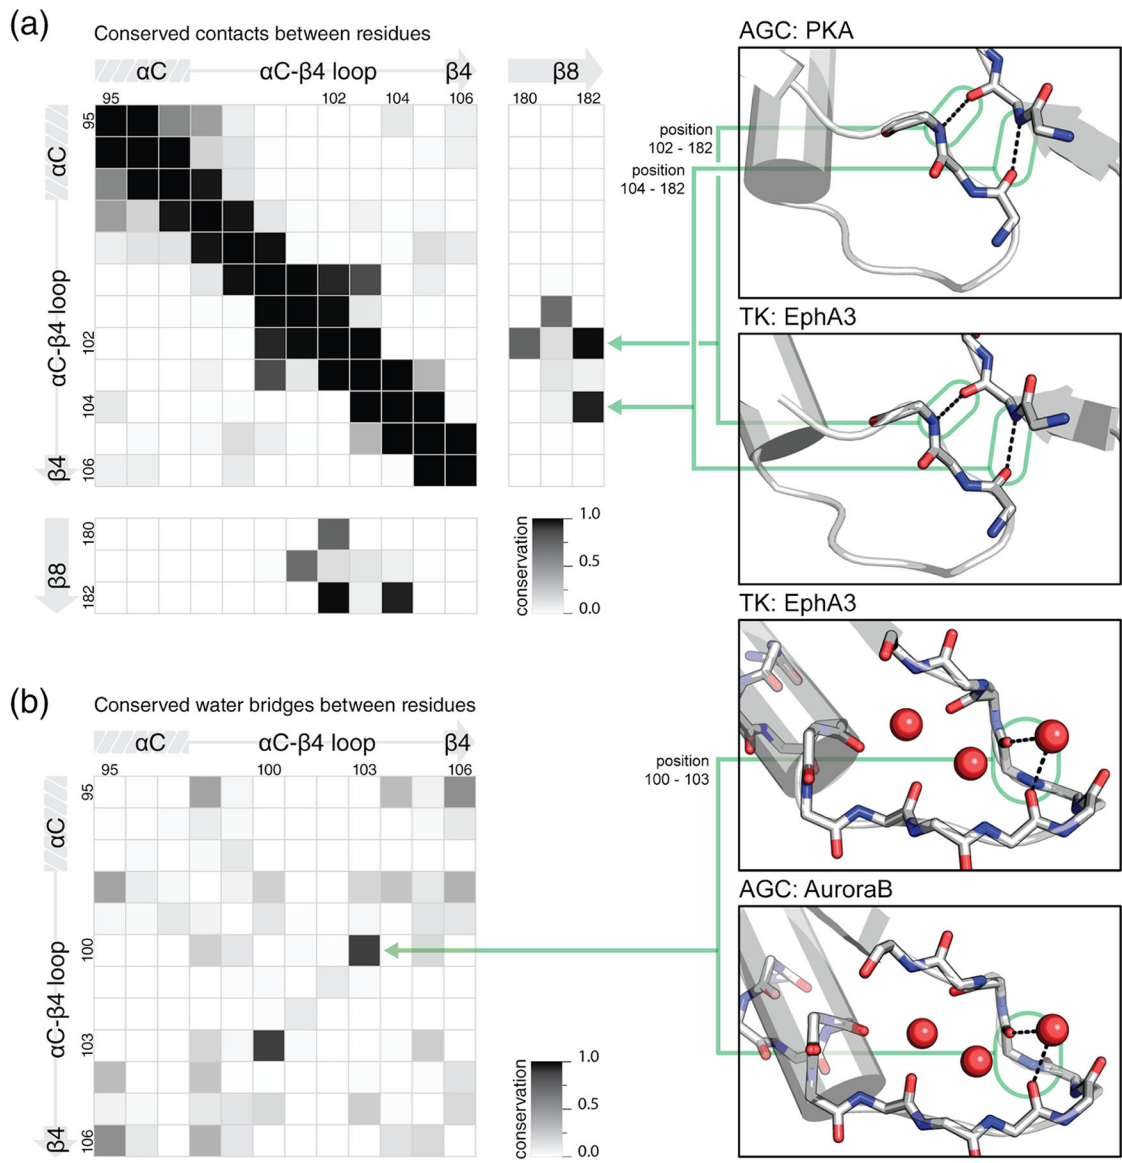 (a)
Conserved contacts between residues
αC
αC-β4 loop
β4
β8
95
102
104
106
180
182
95
αC
αC-β4 loop
102
104
β4
106
β8
180
182
conservation
1.0
0.5
0.0
AGC: PKA
position
102 - 182
position
104 - 182
TK: EphA3
TK: EphA3
position
100 - 103
AGC: AuroraB
(b)
Conserved water bridges between residues
αC
αC-β4 loop
β4
95
100
103
106
95
αC
αC-β4 loop
100
103
β4
106
conservation
1.0
0.5
0.0